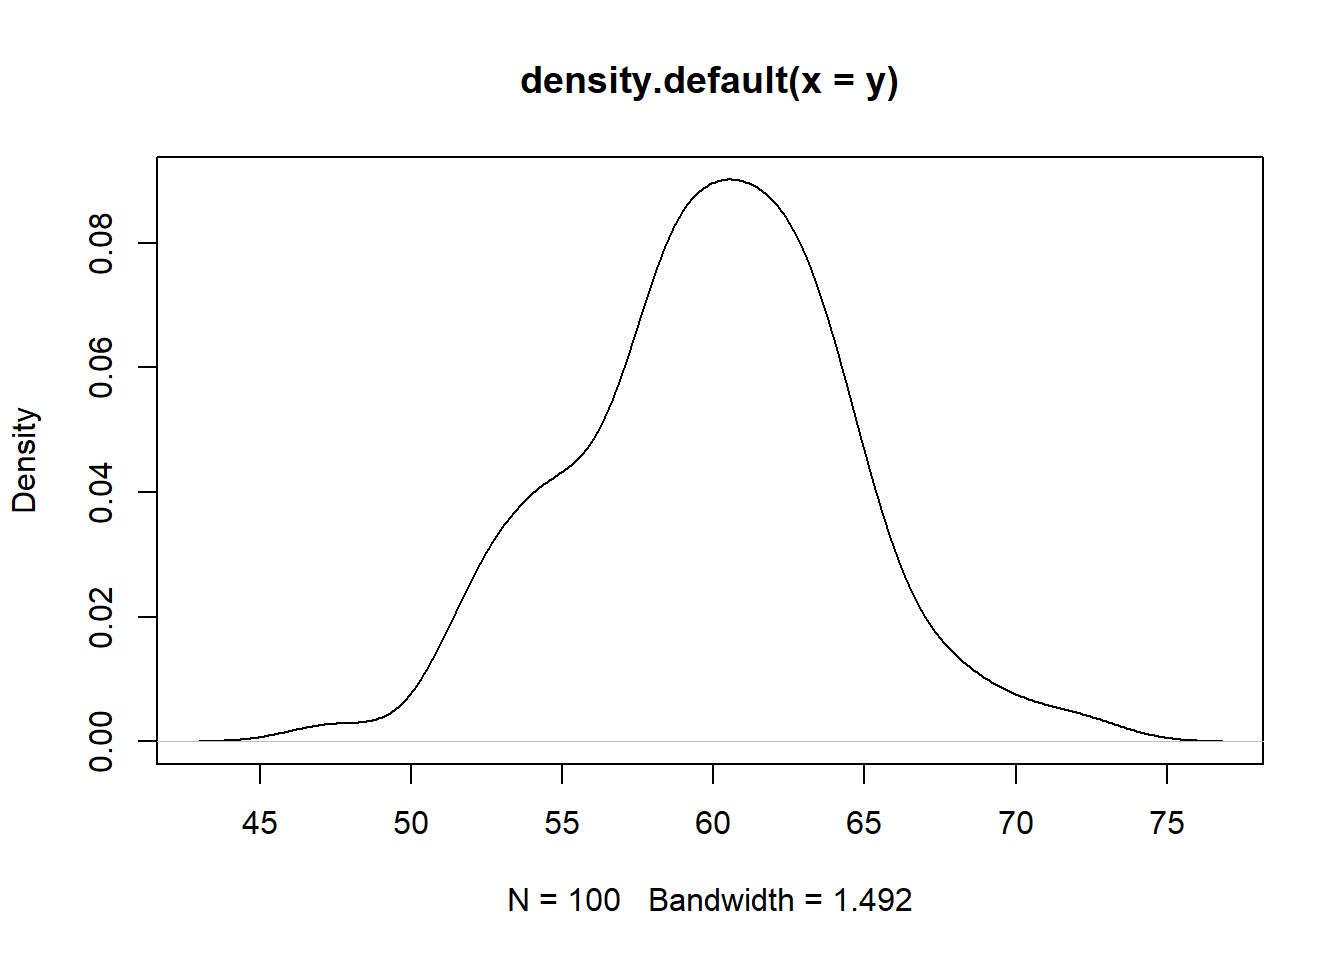 density.default(x = y)
Density
0.00
0.02
0.04
0.06
0.08
45 50 55 60 65 70 75
N = 100   Bandwidth = 1.492